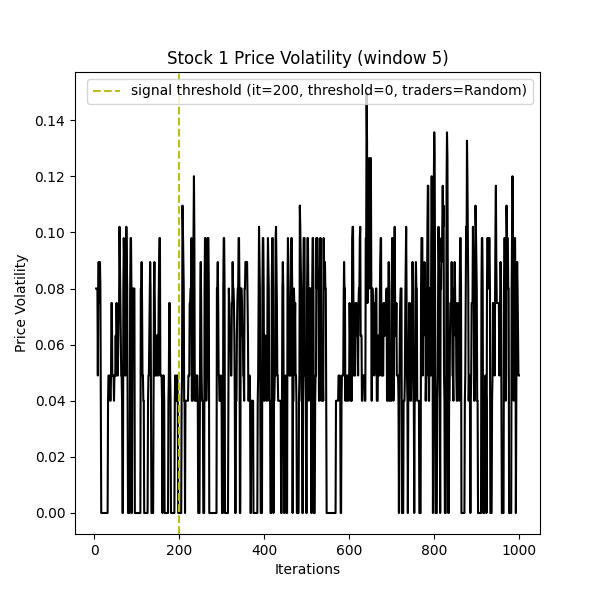 Stock 1 Price Volatility (window 5)
signal threshold (it=200, threshold=0, traders=Random)
Price Volatility
0.14
0.12
0.10
0.08
0.06
0.04
0.02
0.00
0 200 400 600 800 1000
Iterations